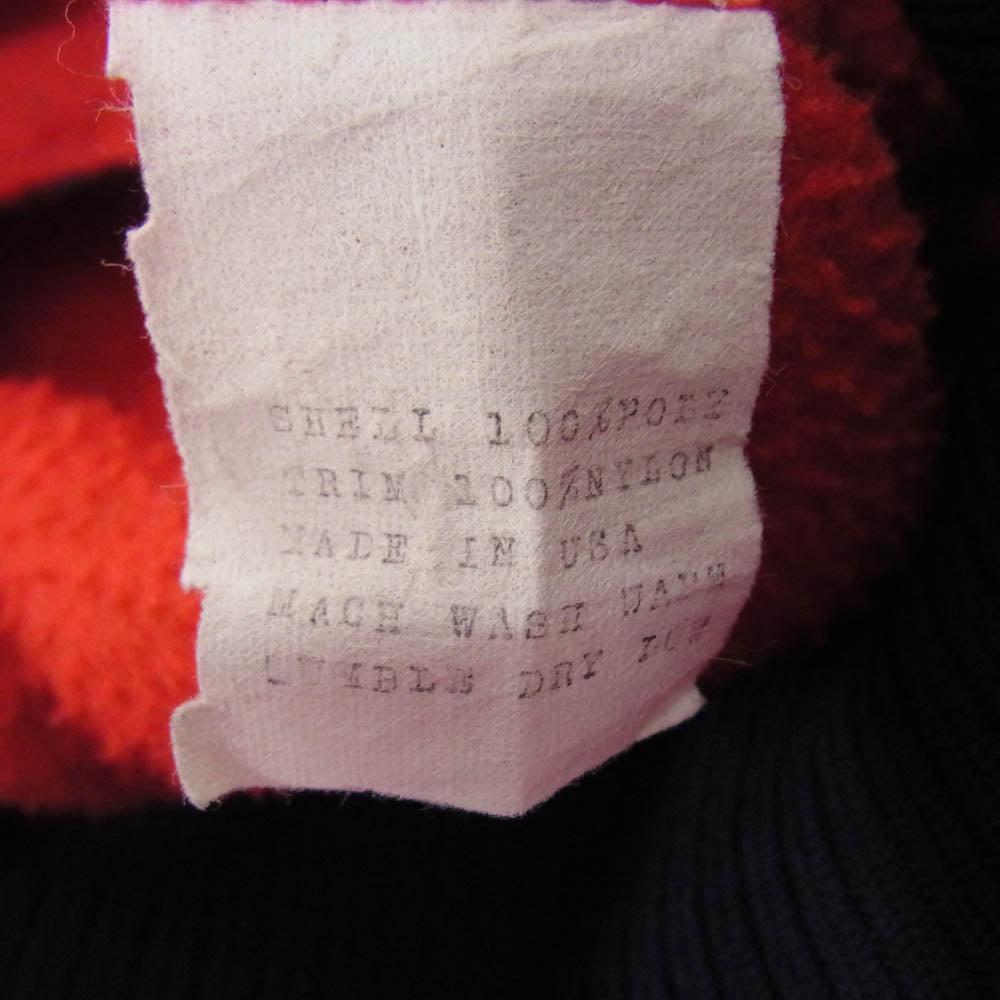 SHELL 100%POLY
TRIM 100%NYLON
MADE IN USA
MACH WASH WARM
TUMBLE DRY LOW